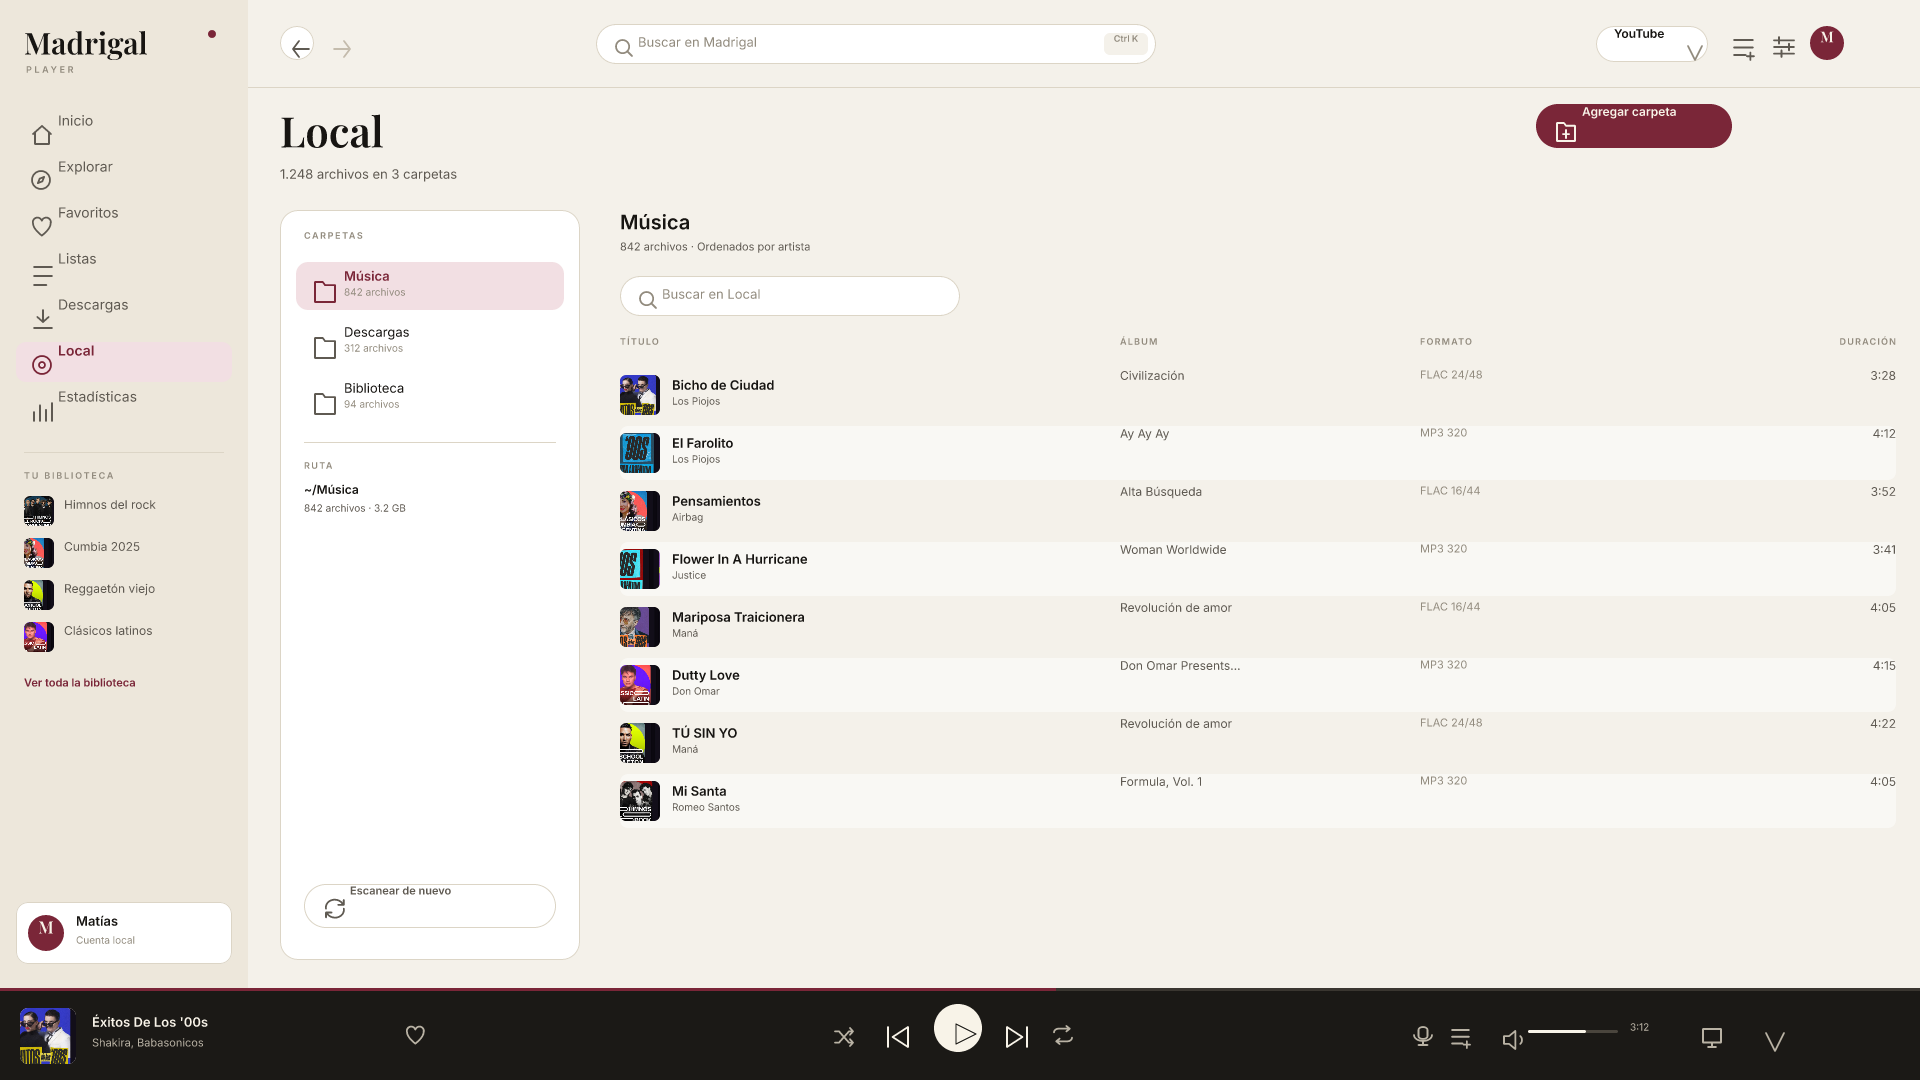 Madrigal
PLAYER
Inicio
Explorar
Favoritos
Listas
Descargas
Local
Estadísticas
TU BIBLIOTECA
Himnos del rock
Cumbia 2025
Reggaetón viejo
Clásicos latinos
Ver toda la biblioteca
M
Matías
Cuenta local
Buscar en Madrigal
Ctrl K
YouTube
M
Local
1.248 archivos en 3 carpetas
Agregar carpeta
CARPETAS
Música
842 archivos
Descargas
312 archivos
Biblioteca
94 archivos
RUTA
~/Música
842 archivos · 3.2 GB
Escanear de nuevo
Música
842 archivos · Ordenados por artista
Buscar en Local
TÍTULO ÁLBUM FORMATO DURACIÓN
Bicho de Ciudad
Los Piojos
Civilización
FLAC 24/48
3:28
El Farolito
Los Piojos
Ay Ay Ay
MP3 320
4:12
Pensamientos
Airbag
Alta Búsqueda
FLAC 16/44
3:52
Flower In A Hurricane
Justice
Woman Worldwide
MP3 320
3:41
Mariposa Traicionera
Maná
Revolución de amor
FLAC 16/44
4:05
Dutty Love
Don Omar
Don Omar Presents...
MP3 320
4:15
TÚ SIN YO
Maná
Revolución de amor
FLAC 24/48
4:22
Mi Santa
Romeo Santos
Formula, Vol. 1
MP3 320
4:05
Éxitos De Los '00s
Shakira, Babasonicos
3:12